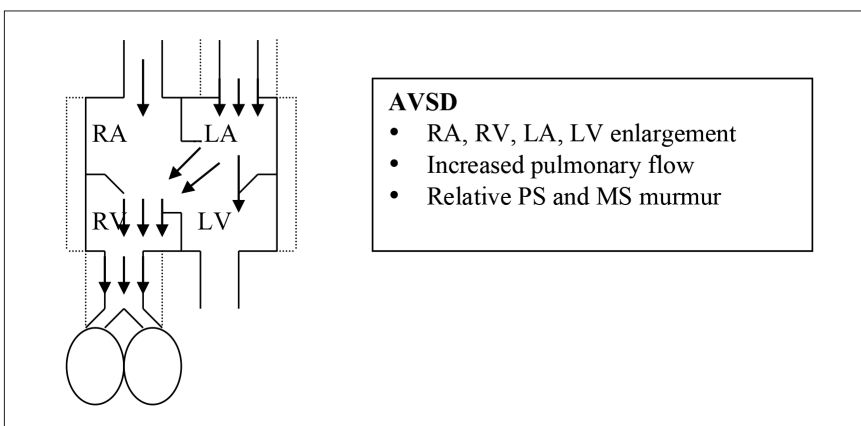 RA
LA
RV
LV
AVSD
• RA, RV, LA, LV enlargement
• Increased pulmonary flow
• Relative PS and MS murmur